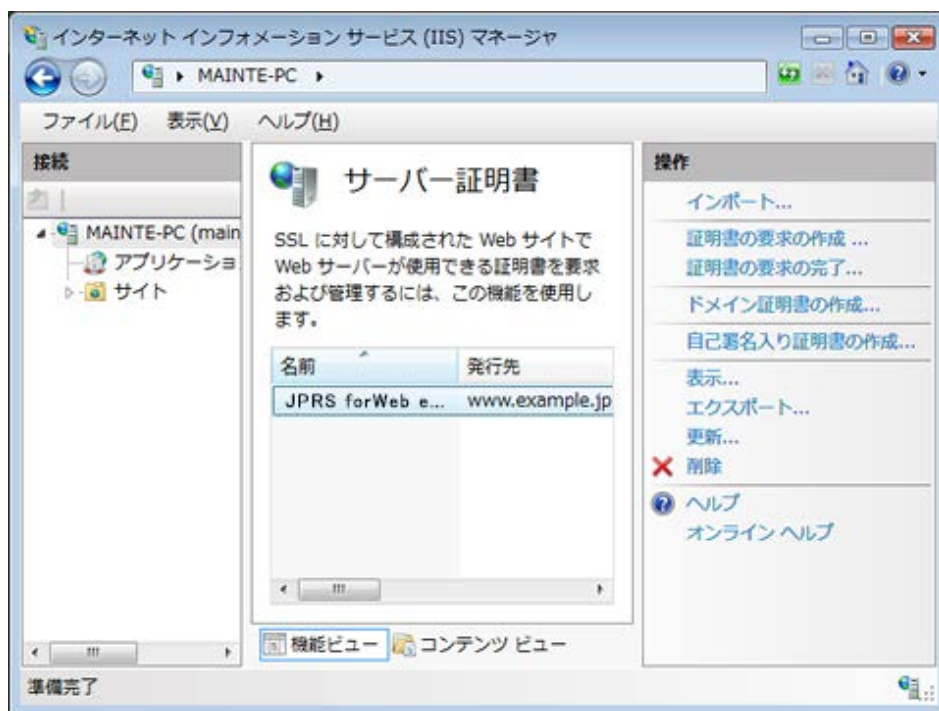 インターネット インフォメーション サービス (IIS) マネージャ
MAINTE-PC
ファイル(F) 表示(V) ヘルプ(H)
接続
MAINTE-PC (main
アプリケーショ
サイト
サーバー証明書
SSL に対して構成された Web サイトで
Web サーバーが使用できる証明書を要求
および管理するには、この機能を使用し
ます。
名前 発行先
JPRS forWeb e... www.example.jp
機能ビュー コンテンツ ビュー
操作
インポート...
証明書の要求の作成 ...
証明書の要求の完了...
ドメイン証明書の作成...
自己署名入り証明書の作成...
表示...
エクスポート...
更新...
削除
ヘルプ
オンライン ヘルプ
準備完了